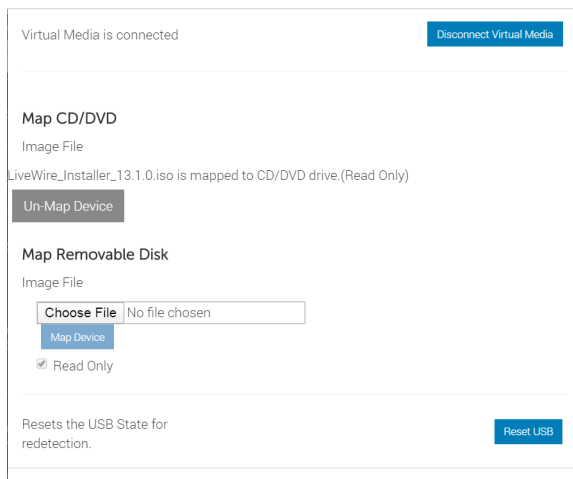 Virtual Media is connected
Disconnect Virtual Media
Map CD/DVD
Image File
LiveWire_Installer_13.1.0.iso is mapped to CD/DVD drive.(Read Only)
Un-Map Device
Map Removable Disk
Image File
Choose File No file chosen
Map Device
Read Only
Resets the USB State for
redetection.
Reset USB